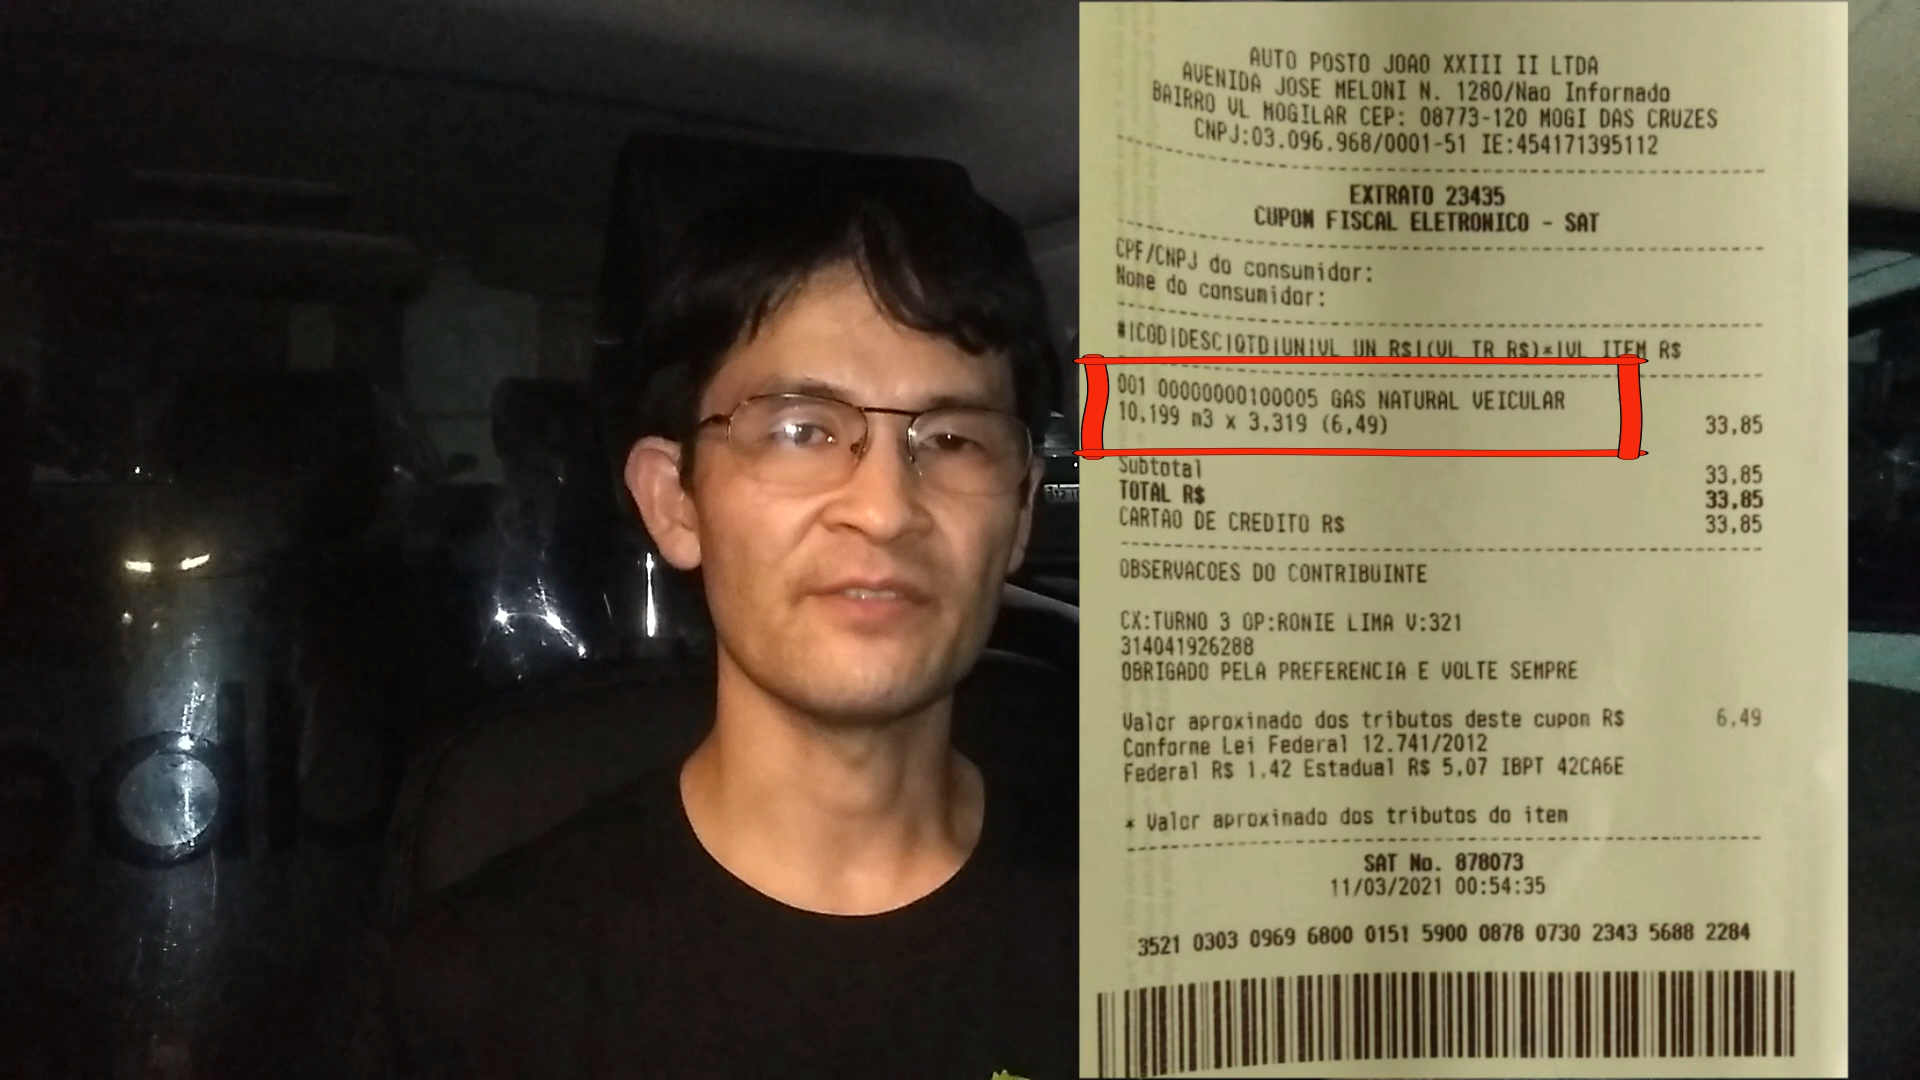 AUTO POSTO JOAO XXIII II LTDA
AVENIDA JOSE MELONI N. 1280/Nao Informado
BAIRRO VL MOGILAR CEP: 08773-120 MOGI DAS CRUZES
CNPJ:03.096.968/0001-51 IE:454171395112
EXTRATO 23435
CUPOM FISCAL ELETRONICO - SAT
CPF/CNPJ do consumidor:
Nome do consumidor:
#|COD|DESC|QTD|UN|VL UN R$|(VL TR R$)*|VL ITEM R$
001 00000000100005 GAS NATURAL VEICULAR
10,199 m3 x 3,319 (6,49) 33,85
Subtotal 33,85
TOTAL R$ 33,85
CARTAO DE CREDITO R$ 33,85
OBSERVACOES DO CONTRIBUINTE
CX:TURNO 3 OP:RONIE LIMA V:321
314041926288
OBRIGADO PELA PREFERENCIA E VOLTE SEMPRE
Valor aproximado dos tributos deste cupom R$ 6,49
Conforme Lei Federal 12.741/2012
Federal R$ 1,42 Estadual R$ 5,07 IBPT 42CA6E
* Valor aproximado dos tributos do item
SAT No. 878073
11/03/2021 00:54:35
3521 0303 0969 6800 0151 5900 0878 0730 2343 5688 2284